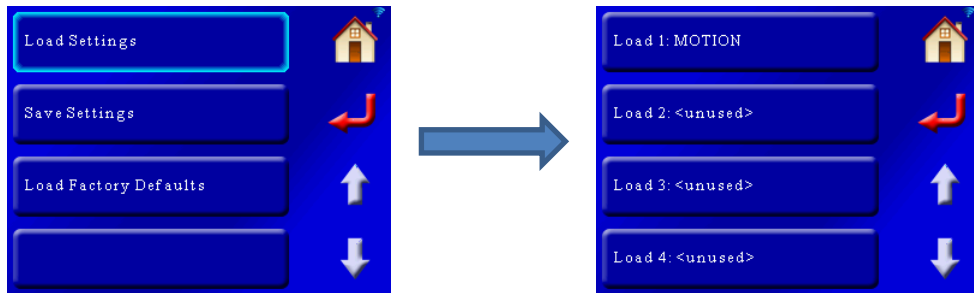 Load Settings
Save Settings
Load Factory Defaults
Load 1: MOTION
Load 2: <unused>
Load 3: <unused>
Load 4: <unused>